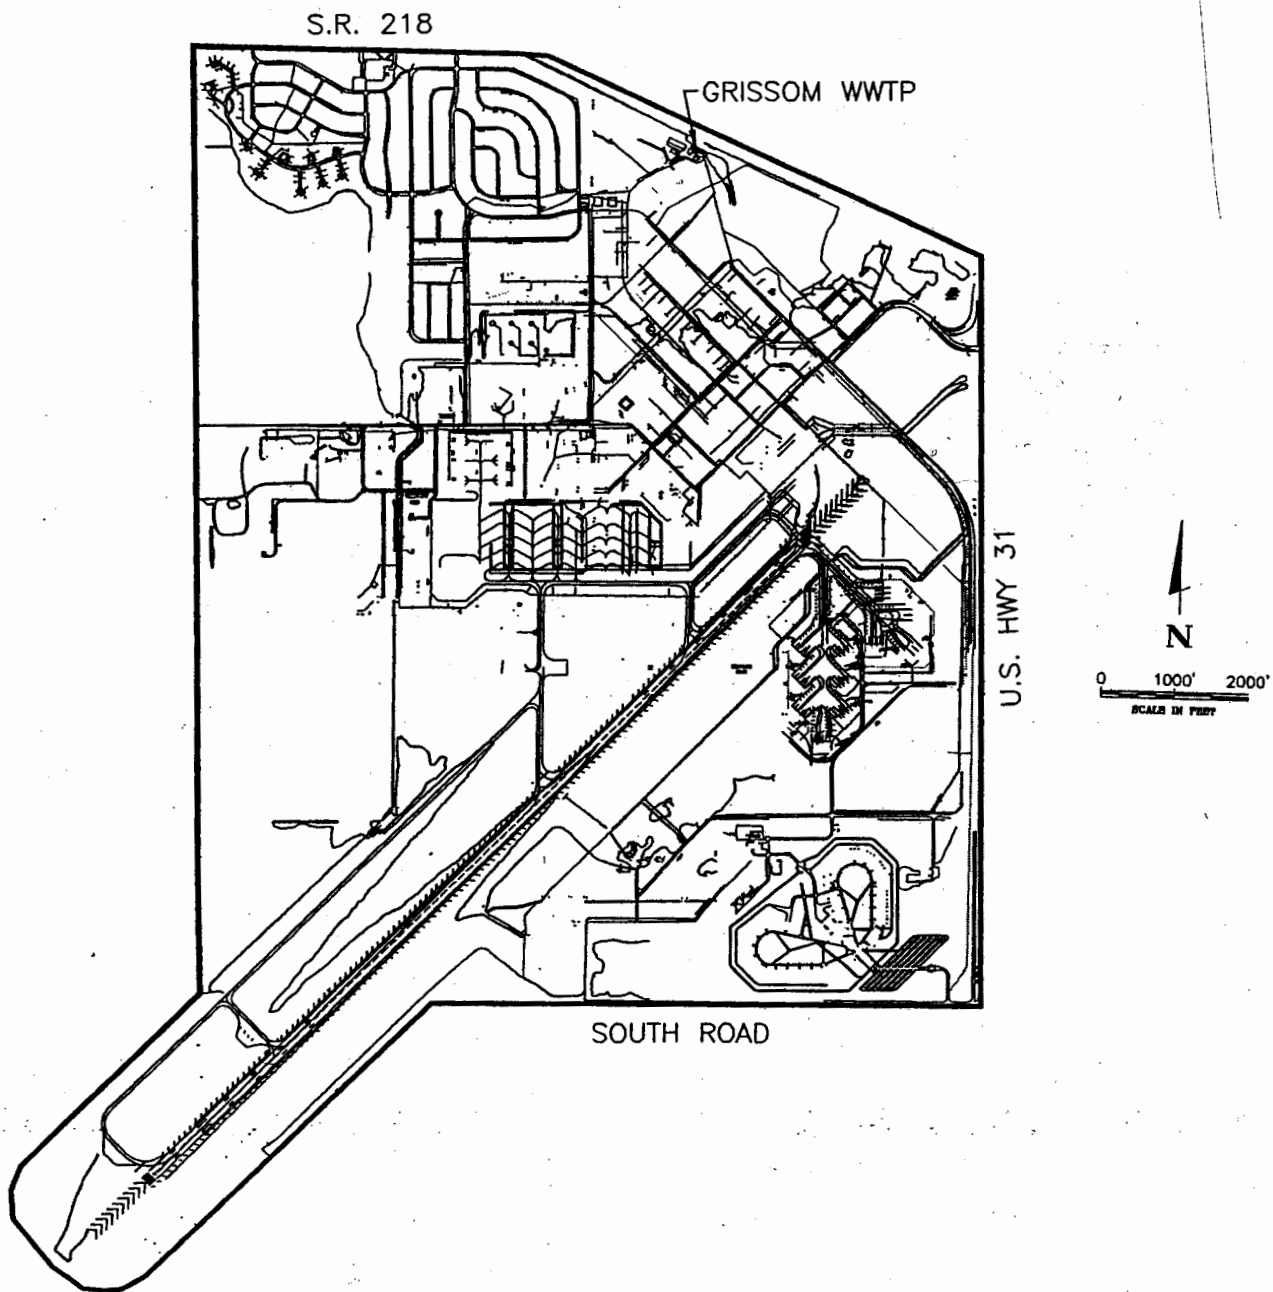 S.R. 218
GRISSOM WWTP
U.S. HWY 31
N
0 1000' 2000'
SCALE IN FEET
SOUTH ROAD